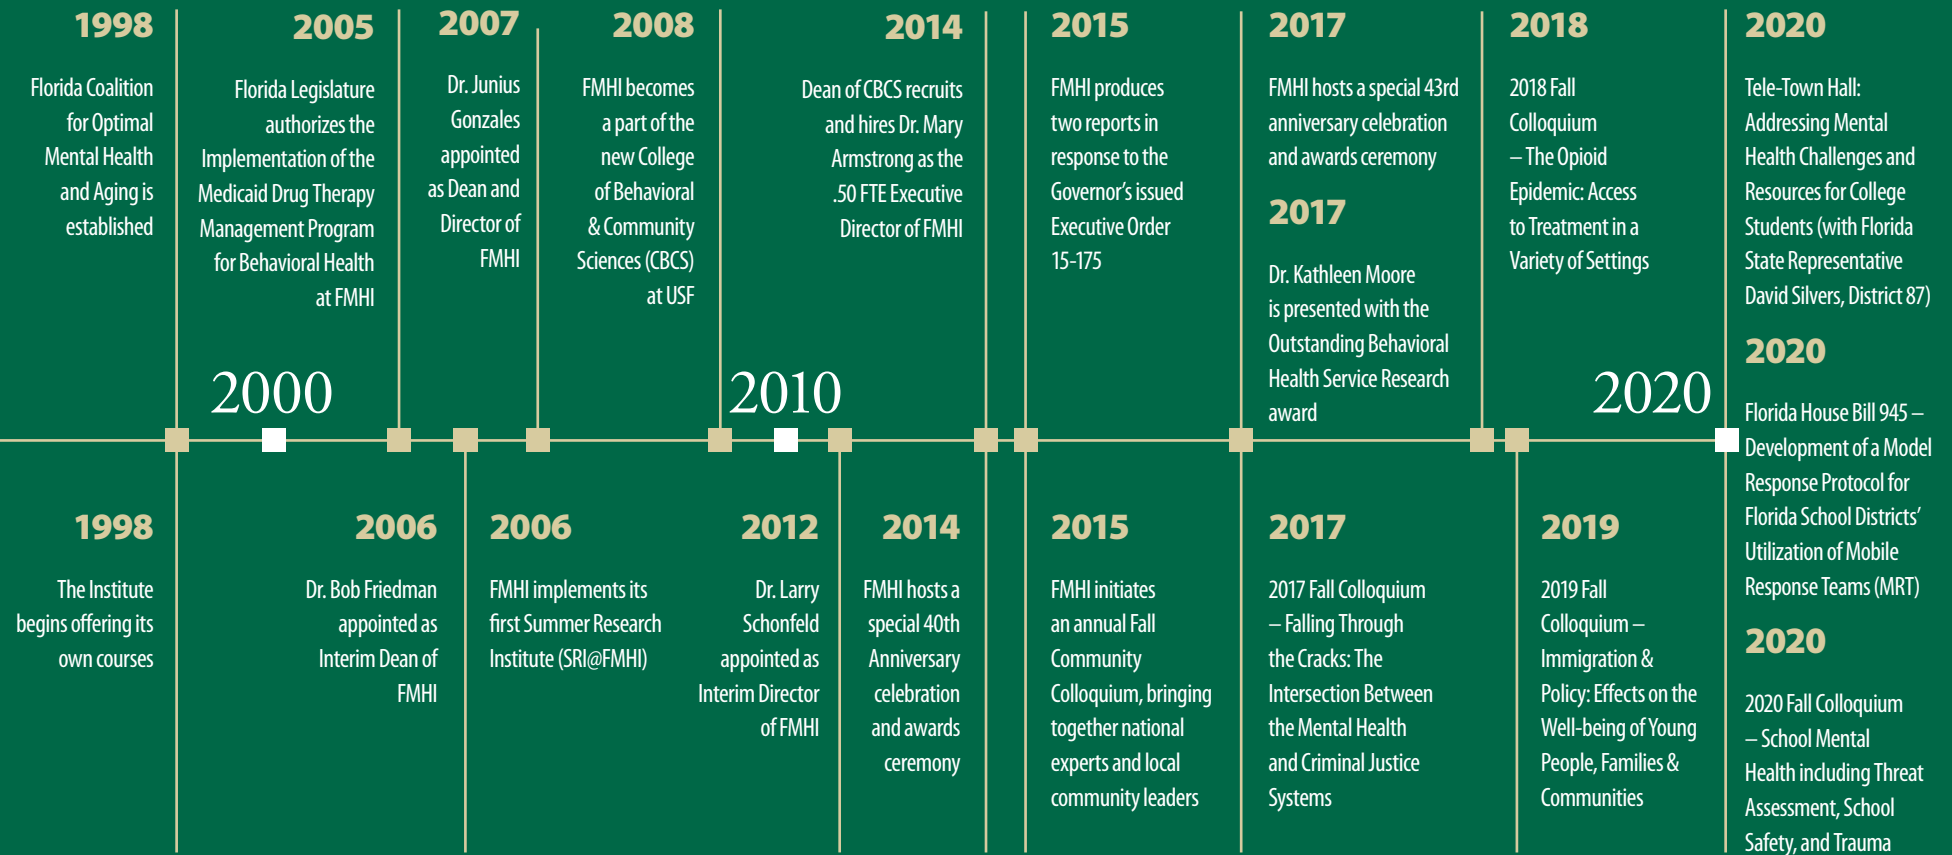 1998
Florida Coalition
for Optimal
Mental Health
and Aging is
established
2005
Florida Legislature
authorizes the
Implementation of the
Medicaid Drug Therapy
Management Program
for Behavioral Health
at FMHI
2007
Dr. Junius
Gonzales
appointed
as Dean and
Director of
FMHI
2008
FMHI becomes
a part of the
new College
of Behavioral
& Community
Sciences (CBCS)
at USF
2014
Dean of CBCS recruits
and hires Dr. Mary
Armstrong as the
.50 FTE Executive
Director of FMHI
2015
FMHI produces
two reports in
response to the
Governor’s issued
Executive Order
15-175
2017
FMHI hosts a special 43rd
anniversary celebration
and awards ceremony
2017
Dr. Kathleen Moore
is presented with the
Outstanding Behavioral
Health Service Research
award
2018
2018 Fall
Colloquium
– The Opioid
Epidemic: Access
to Treatment in a
Variety of Settings
2020
Tele-Town Hall:
Addressing Mental
Health Challenges and
Resources for College
Students (with Florida
State Representative
David Silvers, District 87)
2020
Florida House Bill 945 –
Development of a Model
Response Protocol for
Florida School Districts’
Utilization of Mobile
Response Teams (MRT)
2020
2020 Fall Colloquium
– School Mental
Health including Threat
Assessment, School
Safety, and Trauma
2000
2010
2020
1998
The Institute
begins offering its
own courses
2006
Dr. Bob Friedman
appointed as
Interim Dean of
FMHI
2006
FMHI implements its
first Summer Research
Institute (SRI@FMHI)
2012
Dr. Larry
Schonfeld
appointed as
Interim Director
of FMHI
2014
FMHI hosts a
special 40th
Anniversary
celebration
and awards
ceremony
2015
FMHI initiates
an annual Fall
Community
Colloquium, bringing
together national
experts and local
community leaders
2017
2017 Fall Colloquium
– Falling Through
the Cracks: The
Intersection Between
the Mental Health
and Criminal Justice
Systems
2019
2019 Fall
Colloquium –
Immigration &
Policy: Effects on the
Well-being of Young
People, Families &
Communities